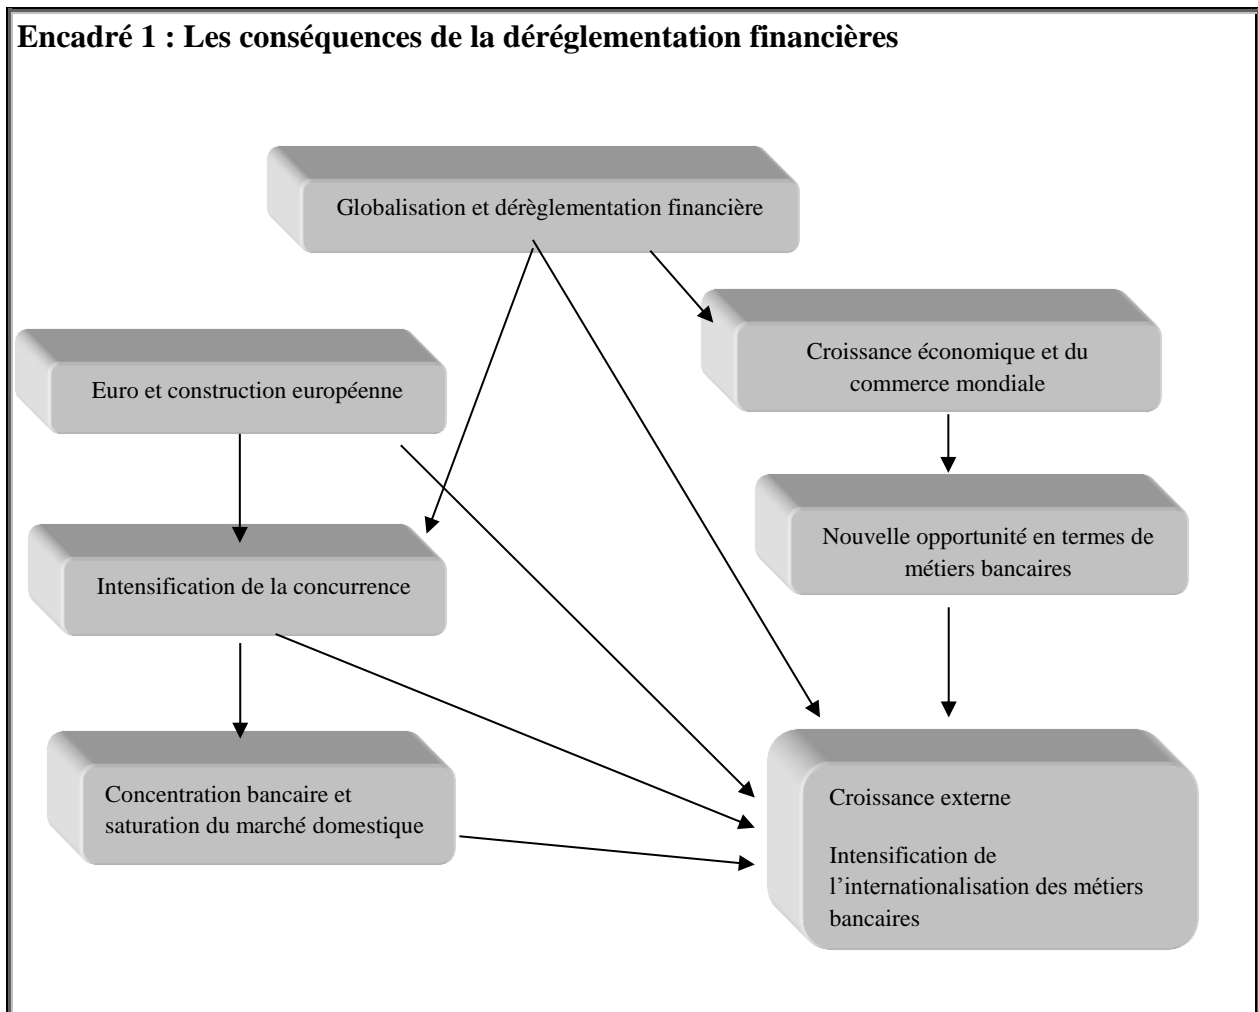 Encadré 1 : Les conséquences de la déréglementation financières
Globalisation et dérèglementation financière
Croissance économique et du
commerce mondiale
Euro et construction européenne
Nouvelle opportunité en termes de
métiers bancaires
Intensification de la concurrence
Concentration bancaire et
saturation du marché domestique
Croissance externe
Intensification de
l’internationalisation des métiers
bancaires